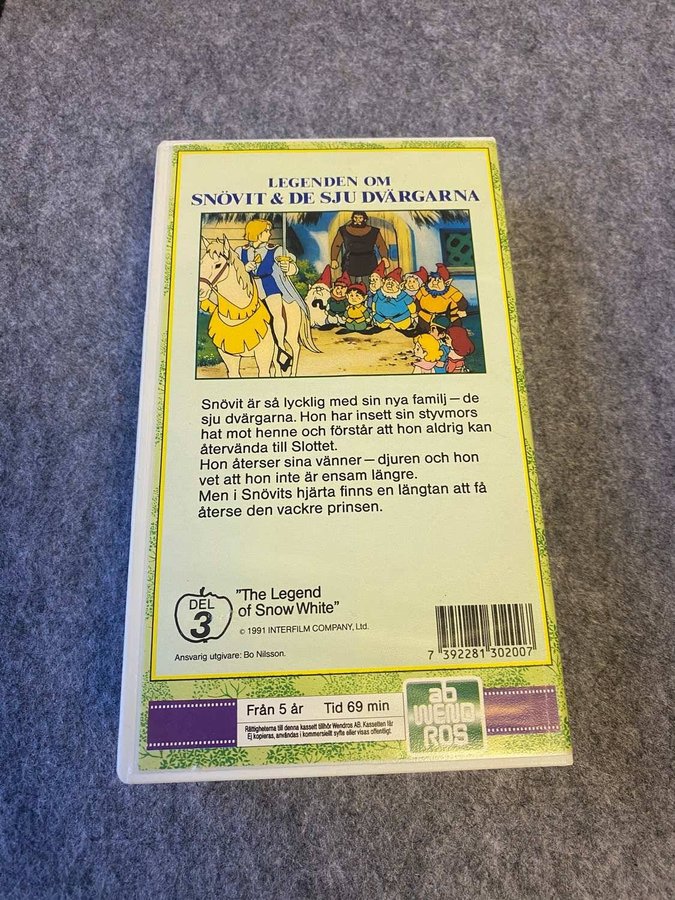 LEGENDEN OM
SNÖVIT & DE SJU DVÄRGARNA
Snövit är så lycklig med sin nya familj – de
sju dvärgarna. Hon har insett sin styvmors
hat mot henne och förstår att hon aldrig kan
återvända till Slottet.
Hon återser sina vänner – djuren och hon
vet att hon inte är ensam längre.
Men i Snövits hjärta finns en längtan att få
återse den vackre prinsen.
DEL
3
"The Legend
of Snow White"
© 1991 INTERFILM COMPANY, Ltd.
Ansvarig utgivare: Bo Nilsson.
7 392281 302007
Från 5 år Tid 69 min
Rättigheterna till denna kassett tillhör Wendros AB. Kassetten får
Ej kopieras, användas i kommersiellt syfte eller visas offentligt.
ab
WEND
ROS